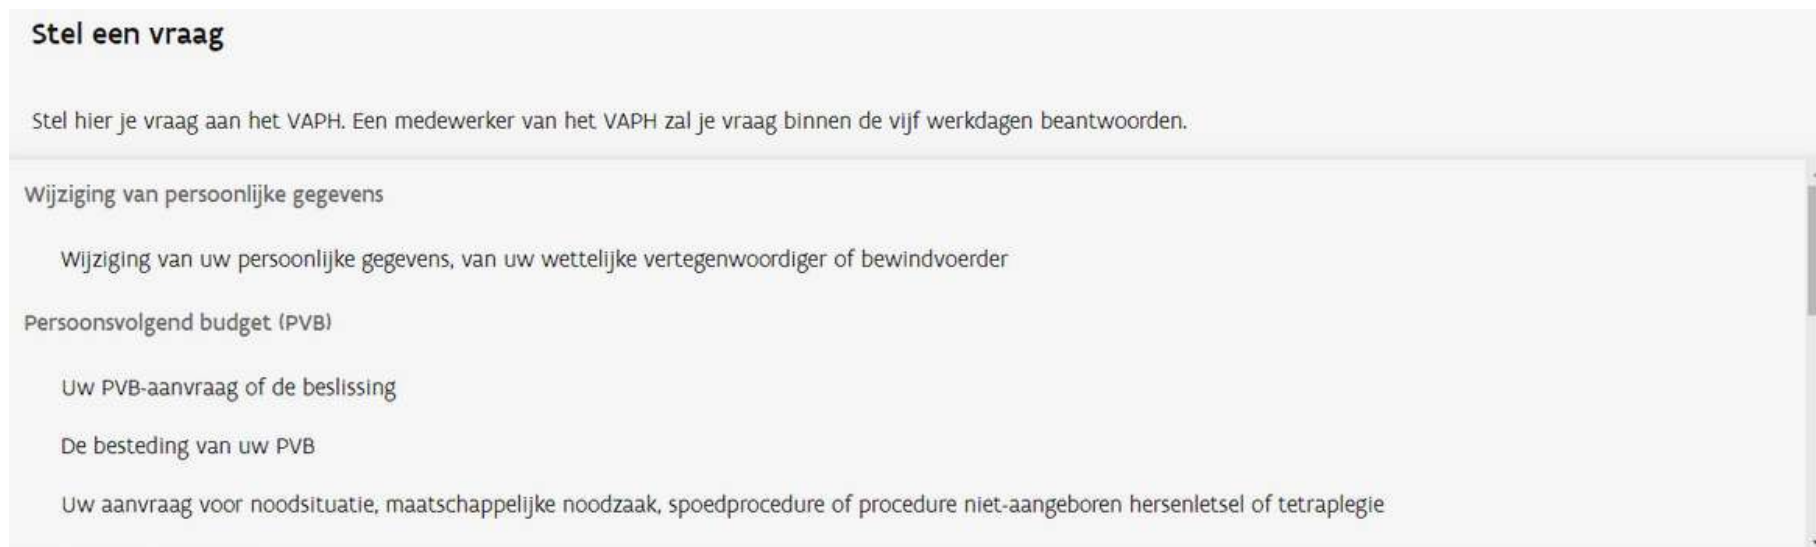 Stel een vraag
Stel hier je vraag aan het VAPH. Een medewerker van het VAPH zal je vraag binnen de vijf werkdagen beantwoorden.
Wijziging van persoonlijke gegevens
Wijziging van uw persoonlijke gegevens, van uw wettelijke vertegenwoordiger of bewindvoerder
Persoonsvolgend budget (PVB)
Uw PVB-aanvraag of de beslissing
De besteding van uw PVB
Uw aanvraag voor noodsituatie, maatschappelijke noodzaak, spoedprocedure of procedure niet-aangeboren hersenletsel of tetraplegie